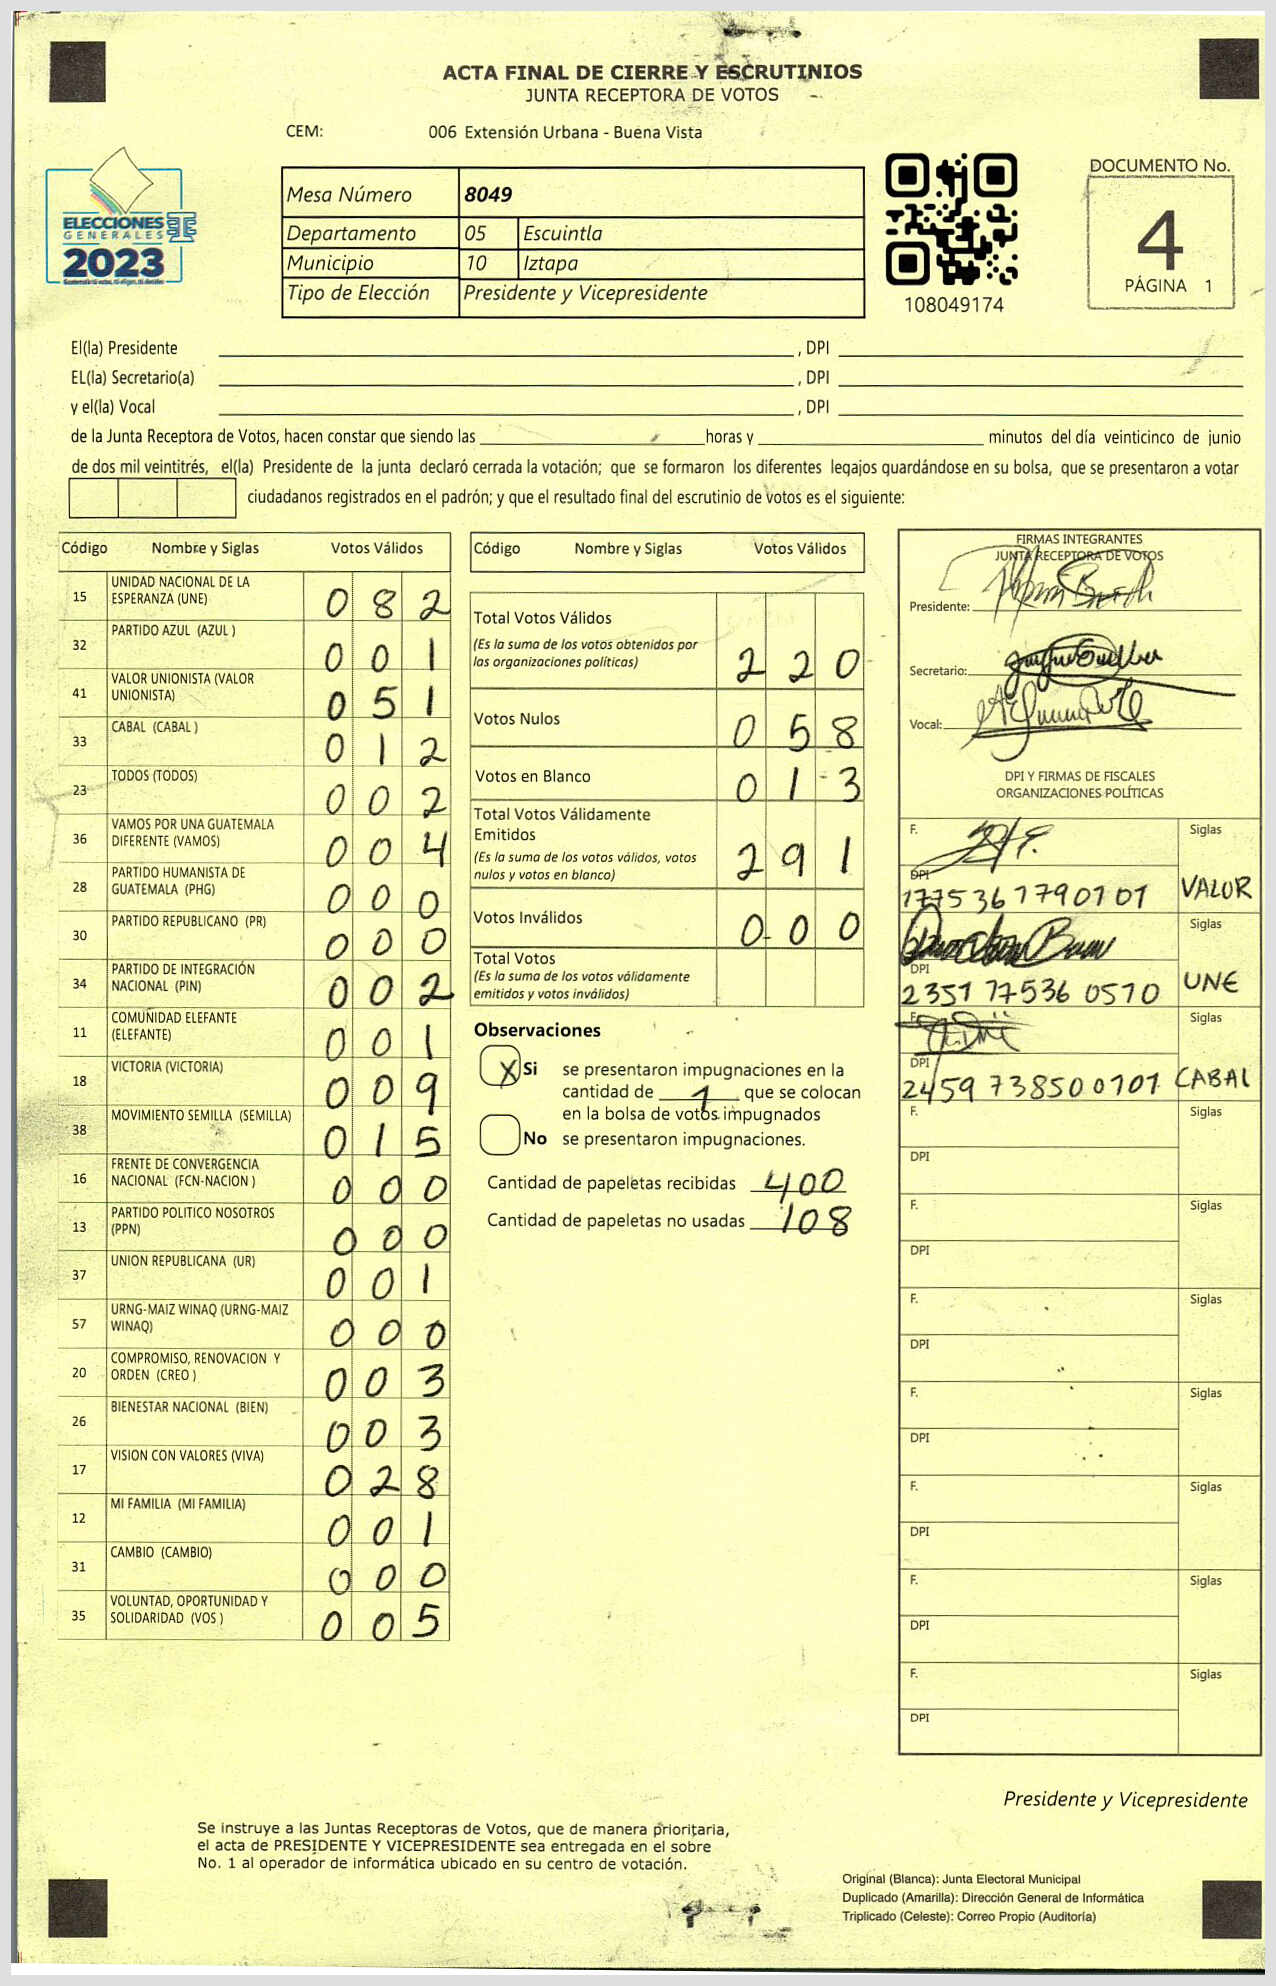 ACTA FINAL DE CIERRE Y ESCRUTINIOS
JUNTA RECEPTORA DE VOTOS
CEM: 006 Extensión Urbana - Buena Vista
ELECCIONES
GENERALES
2023
Mesa Número 8049
Departamento 05 Escuintla
Municipio 10 Iztapa
Tipo de Elección Presidente y Vicepresidente
108049174
DOCUMENTO No.
4
PÁGINA 1
El(la) Presidente , DPI
EL(la) Secretario(a) , DPI
y el(la) Vocal , DPI
de la Junta Receptora de Votos, hacen constar que siendo las horas y minutos del día veinticinco de junio
de dos mil veintitrés, el(la) Presidente de la junta declaró cerrada la votación; que se formaron los diferentes legajos guardándose en su bolsa, que se presentaron a votar
ciudadanos registrados en el padrón; y que el resultado final del escrutinio de votos es el siguiente:
Código Nombre y Siglas Votos Válidos
15 UNIDAD NACIONAL DE LA
ESPERANZA (UNE) 0 8 2
32 PARTIDO AZUL (AZUL ) 0 0 1
41 VALOR UNIONISTA (VALOR
UNIONISTA) 0 5 1
33 CABAL (CABAL ) 0 1 2
23 TODOS (TODOS) 0 0 2
36 VAMOS POR UNA GUATEMALA
DIFERENTE (VAMOS) 0 0 4
28 PARTIDO HUMANISTA DE
GUATEMALA (PHG) 0 0 0
30 PARTIDO REPUBLICANO (PR) 0 0 0
34 PARTIDO DE INTEGRACIÓN
NACIONAL (PIN) 0 0 2
11 COMUNIDAD ELEFANTE
(ELEFANTE) 0 0 1
18 VICTORIA (VICTORIA) 0 0 9
38 MOVIMIENTO SEMILLA (SEMILLA) 0 1 5
16 FRENTE DE CONVERGENCIA
NACIONAL (FCN-NACION ) 0 0 0
13 PARTIDO POLITICO NOSOTROS
(PPN) 0 0 0
37 UNION REPUBLICANA (UR) 0 0 1
57 URNG-MAIZ WINAQ (URNG-MAIZ
WINAQ) 0 0 0
20 COMPROMISO, RENOVACION Y
ORDEN (CREO ) 0 0 3
26 BIENESTAR NACIONAL (BIEN) 0 0 3
17 VISION CON VALORES (VIVA) 0 2 8
12 MI FAMILIA (MI FAMILIA) 0 0 1
31 CAMBIO (CAMBIO) 0 0 0
35 VOLUNTAD, OPORTUNIDAD Y
SOLIDARIDAD (VOS ) 0 0 5
Código Nombre y Siglas Votos Válidos
Total Votos Válidos
(Es la suma de los votos obtenidos por
las organizaciones políticas) 2 2 0
Votos Nulos 0 5 8
Votos en Blanco 0 1 3
Total Votos Válidamente
Emitidos
(Es la suma de los votos válidos, votos
nulos y votos en blanco) 2 9 1
Votos Inválidos 0 0 0
Total Votos
(Es la suma de los votos válidamente
emitidos y votos inválidos)
Observaciones
X Si se presentaron impugnaciones en la
cantidad de 1 que se colocan
en la bolsa de votos impugnados
No se presentaron impugnaciones.
Cantidad de papeletas recibidas 400
Cantidad de papeletas no usadas 108
FIRMAS INTEGRANTES
JUNTA RECEPTORA DE VOTOS
Presidente:
Secretario:
Vocal:
DPI Y FIRMAS DE FISCALES
ORGANIZACIONES POLÍTICAS
F. Siglas
DPI
1775 36 1790101 VALOR
Siglas
DPI
2351 77536 0510 UNE
F. Siglas
DPI
2459 738500101 CABAL
F. Siglas
DPI
F. Siglas
DPI
F. Siglas
DPI
F. Siglas
DPI
F. Siglas
DPI
F. Siglas
DPI
F. Siglas
DPI
Presidente y Vicepresidente
Se instruye a las Juntas Receptoras de Votos, que de manera prioritaria,
el acta de PRESIDENTE Y VICEPRESIDENTE sea entregada en el sobre
No. 1 al operador de informática ubicado en su centro de votación.
Original (Blanca): Junta Electoral Municipal
Duplicado (Amarilla): Dirección General de Informática
Triplicado (Celeste): Correo Propio (Auditoría)